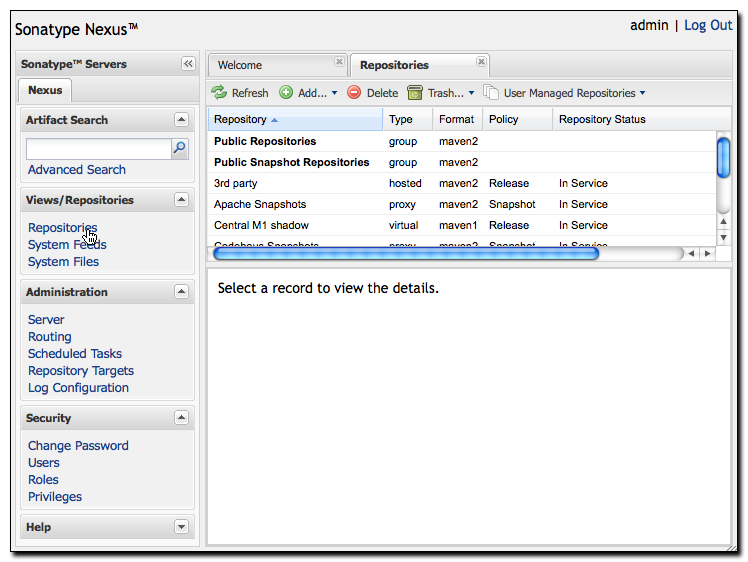 Sonatype Nexus™
admin | Log Out
Sonatype™ Servers
Nexus
Artifact Search
Advanced Search
Views/Repositories
Repositories
System Feeds
System Files
Administration
Server
Routing
Scheduled Tasks
Repository Targets
Log Configuration
Security
Change Password
Users
Roles
Privileges
Help
Welcome
Repositories
Refresh Add... Delete Trash... User Managed Repositories
Repository Type Format Policy Repository Status
Public Repositories group maven2
Public Snapshot Repositories group maven2
3rd party hosted maven2 Release In Service
Apache Snapshots proxy maven2 Snapshot In Service
Central M1 shadow virtual maven1 Release In Service
Codehaus Snapshots proxy maven2 Snapshot In Service
Select a record to view the details.